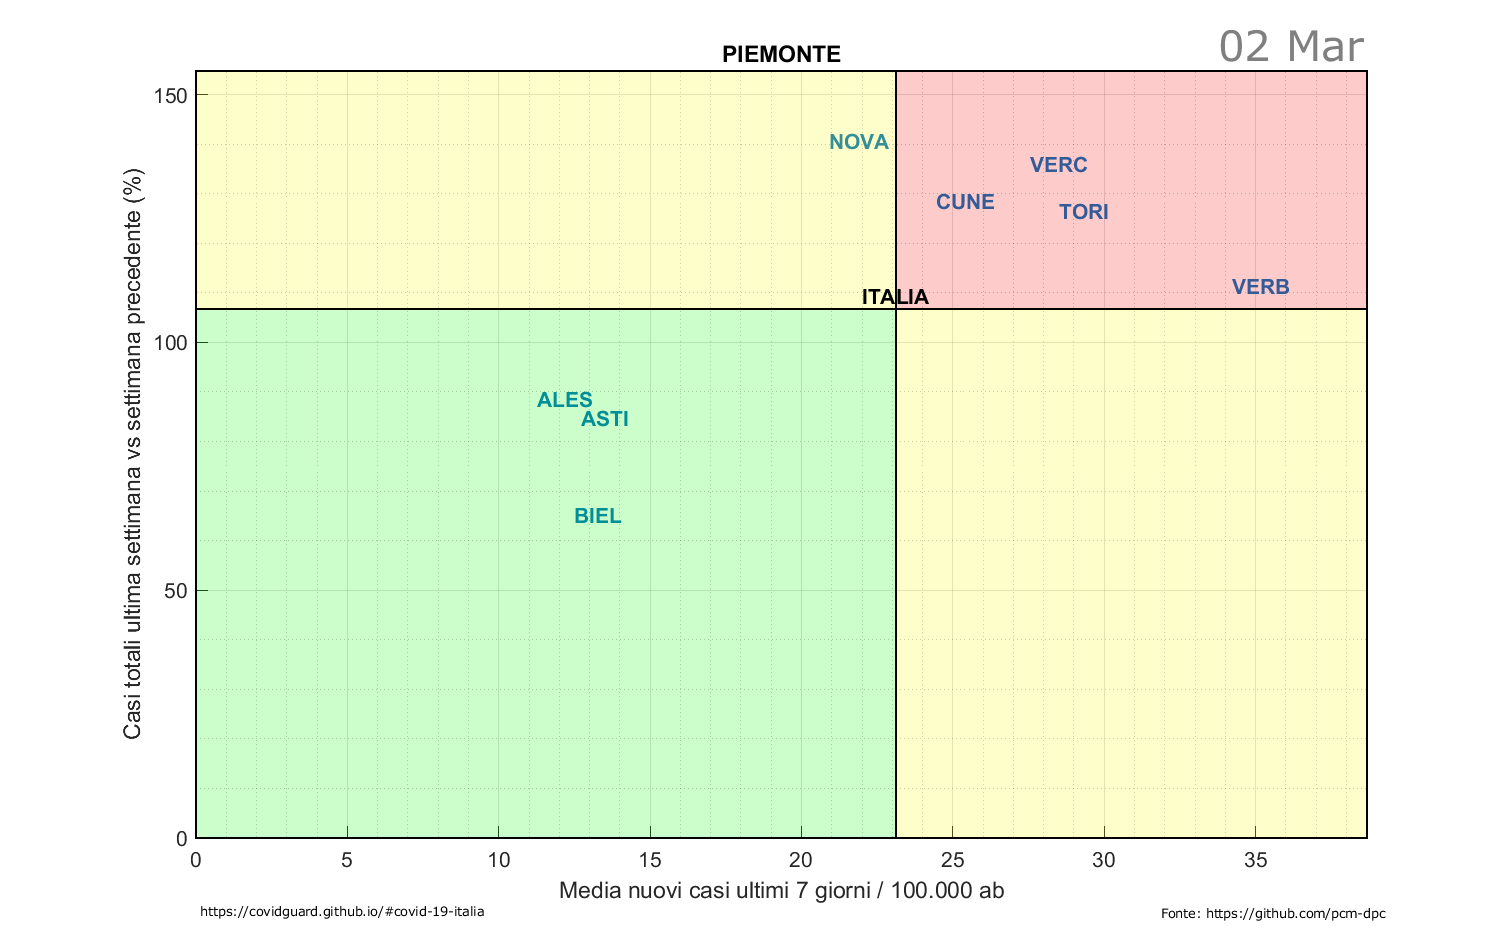 PIEMONTE
02 Mar
Casi totali ultima settimana vs settimana precedente (%)
150
100
50
0
NOVA
VERC
CUNE
TORI
VERB
ITALIA
ALES
ASTI
BIEL
0 5 10 15 20 25 30 35
Media nuovi casi ultimi 7 giorni / 100.000 ab
https://covidguard.github.io/#covid-19-italia
Fonte: https://github.com/pcm-dpc